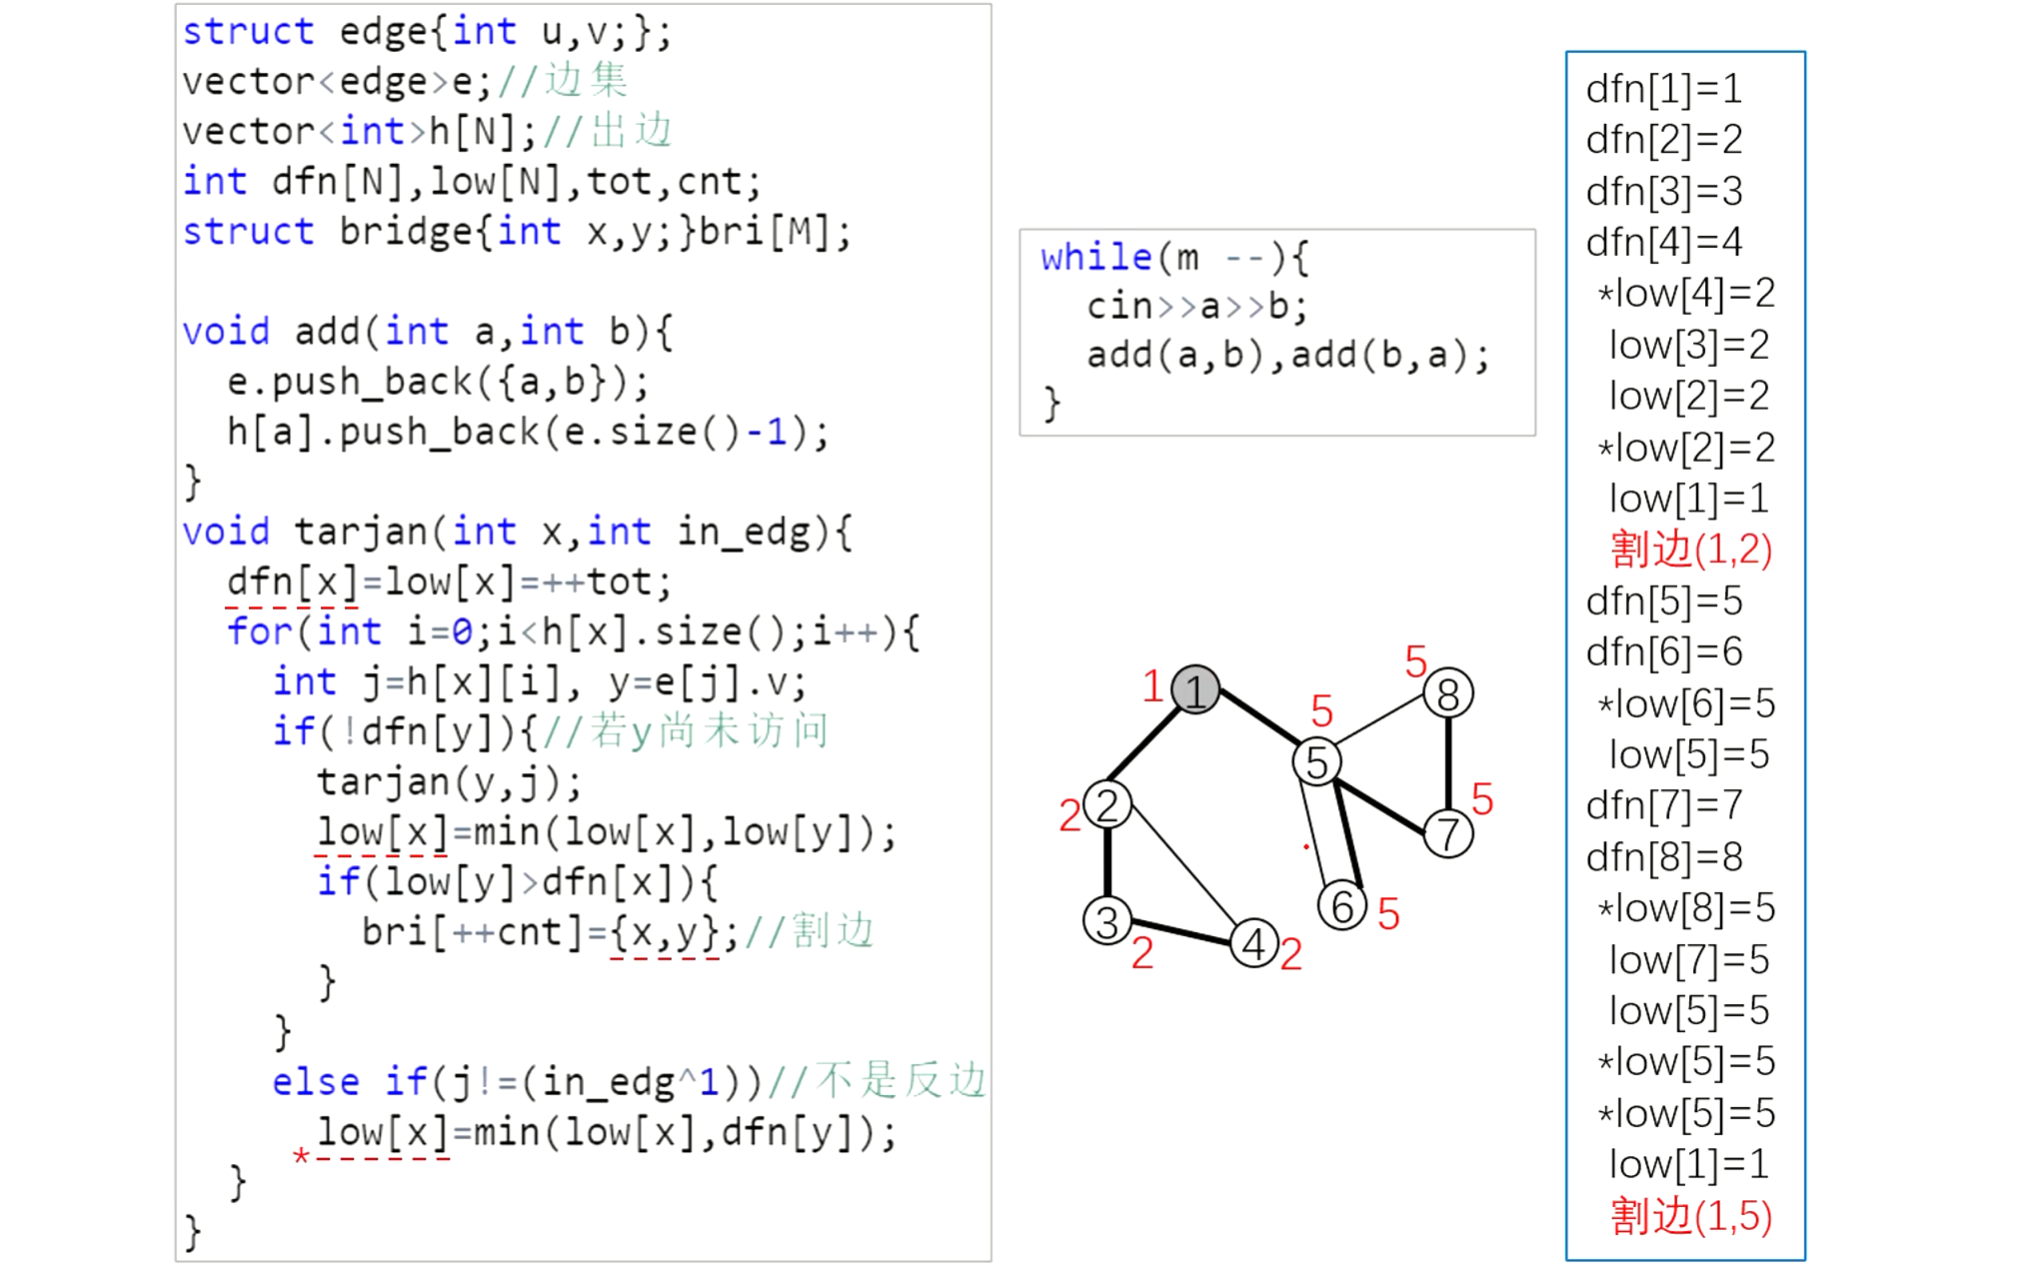 struct edge{int u,v;};
vector<edge>e;//边集
vector<int>h[N];//出边
int dfn[N],low[N],tot,cnt;
struct bridge{int x,y;}bri[M];
void add(int a,int b){
e.push_back({a,b});
h[a].push_back(e.size()-1);
}
void tarjan(int x,int in_edg){
dfn[x]=low[x]=++tot;
for(int i=0;i<h[x].size();i++){
int j=h[x][i], y=e[j].v;
if(!dfn[y]){//若y尚未访问
tarjan(y,j);
low[x]=min(low[x],low[y]);
if(low[y]>dfn[x]){
bri[++cnt]={x,y};//割边
}
}
else if(j!=(in_edg^1))//不是反边
low[x]=min(low[x],dfn[y]);
*
}
}
while(m --){
cin>>a>>b;
add(a,b),add(b,a);
}
1 1
5 8
5
5
2 2
5
7
3
2
4 2
6 5
dfn[1]=1
dfn[2]=2
dfn[3]=3
dfn[4]=4
*low[4]=2
low[3]=2
low[2]=2
*low[2]=2
low[1]=1
割边(1,2)
dfn[5]=5
dfn[6]=6
*low[6]=5
low[5]=5
dfn[7]=7
dfn[8]=8
*low[8]=5
low[7]=5
low[5]=5
*low[5]=5
*low[5]=5
low[1]=1
割边(1,5)